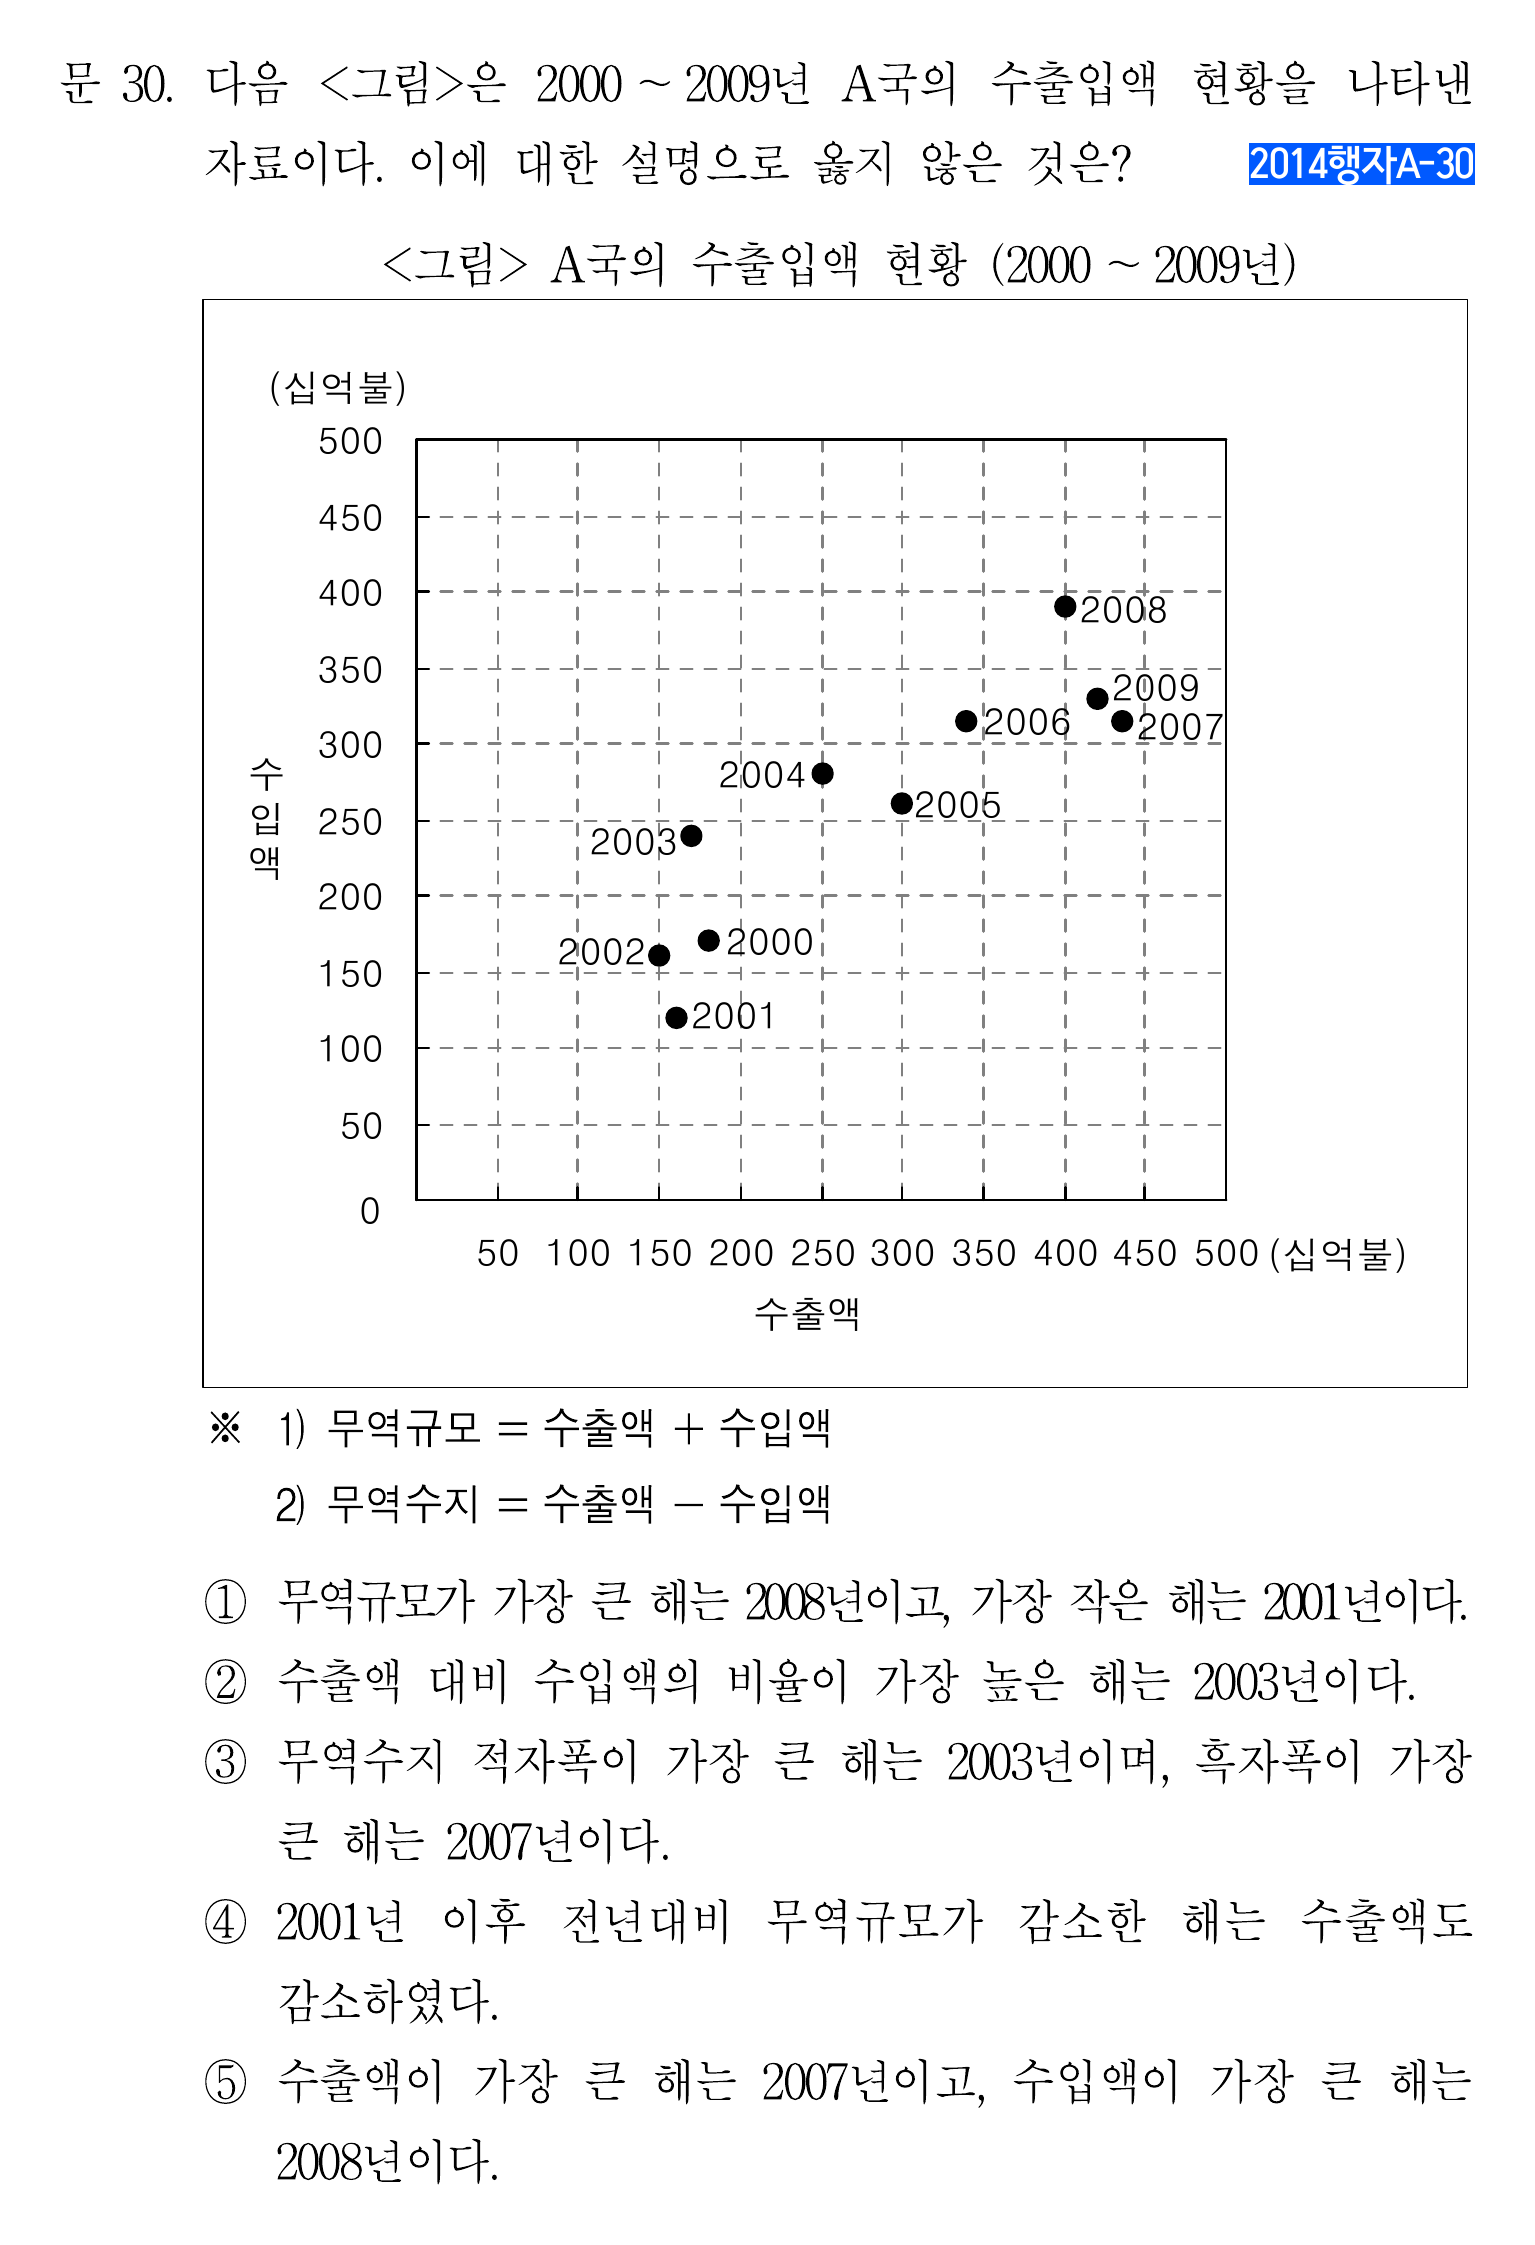 문 30. 다음 <그림>은 2000 ~ 2009년 A국의 수출입액 현황을 나타낸
자료이다. 이에 대한 설명으로 옳지 않은 것은?
2014행자A-30
<그림> A국의 수출입액 현황 (2000 ~ 2009년)
(십억불)
500
450
400
350
300
250
200
150
100
50
0
수입액
2008
2009
2006
2007
2004
2005
2003
2002
2000
2001
50 100 150 200 250 300 350 400 450 500 (십억불)
수출액
※ 1) 무역규모 = 수출액 + 수입액
2) 무역수지 = 수출액 - 수입액
① 무역규모가 가장 큰 해는 2008년이고, 가장 작은 해는 2001년이다.
② 수출액 대비 수입액의 비율이 가장 높은 해는 2003년이다.
③ 무역수지 적자폭이 가장 큰 해는 2003년이며, 흑자폭이 가장
큰 해는 2007년이다.
④ 2001년 이후 전년대비 무역규모가 감소한 해는 수출액도
감소하였다.
⑤ 수출액이 가장 큰 해는 2007년이고, 수입액이 가장 큰 해는
2008년이다.